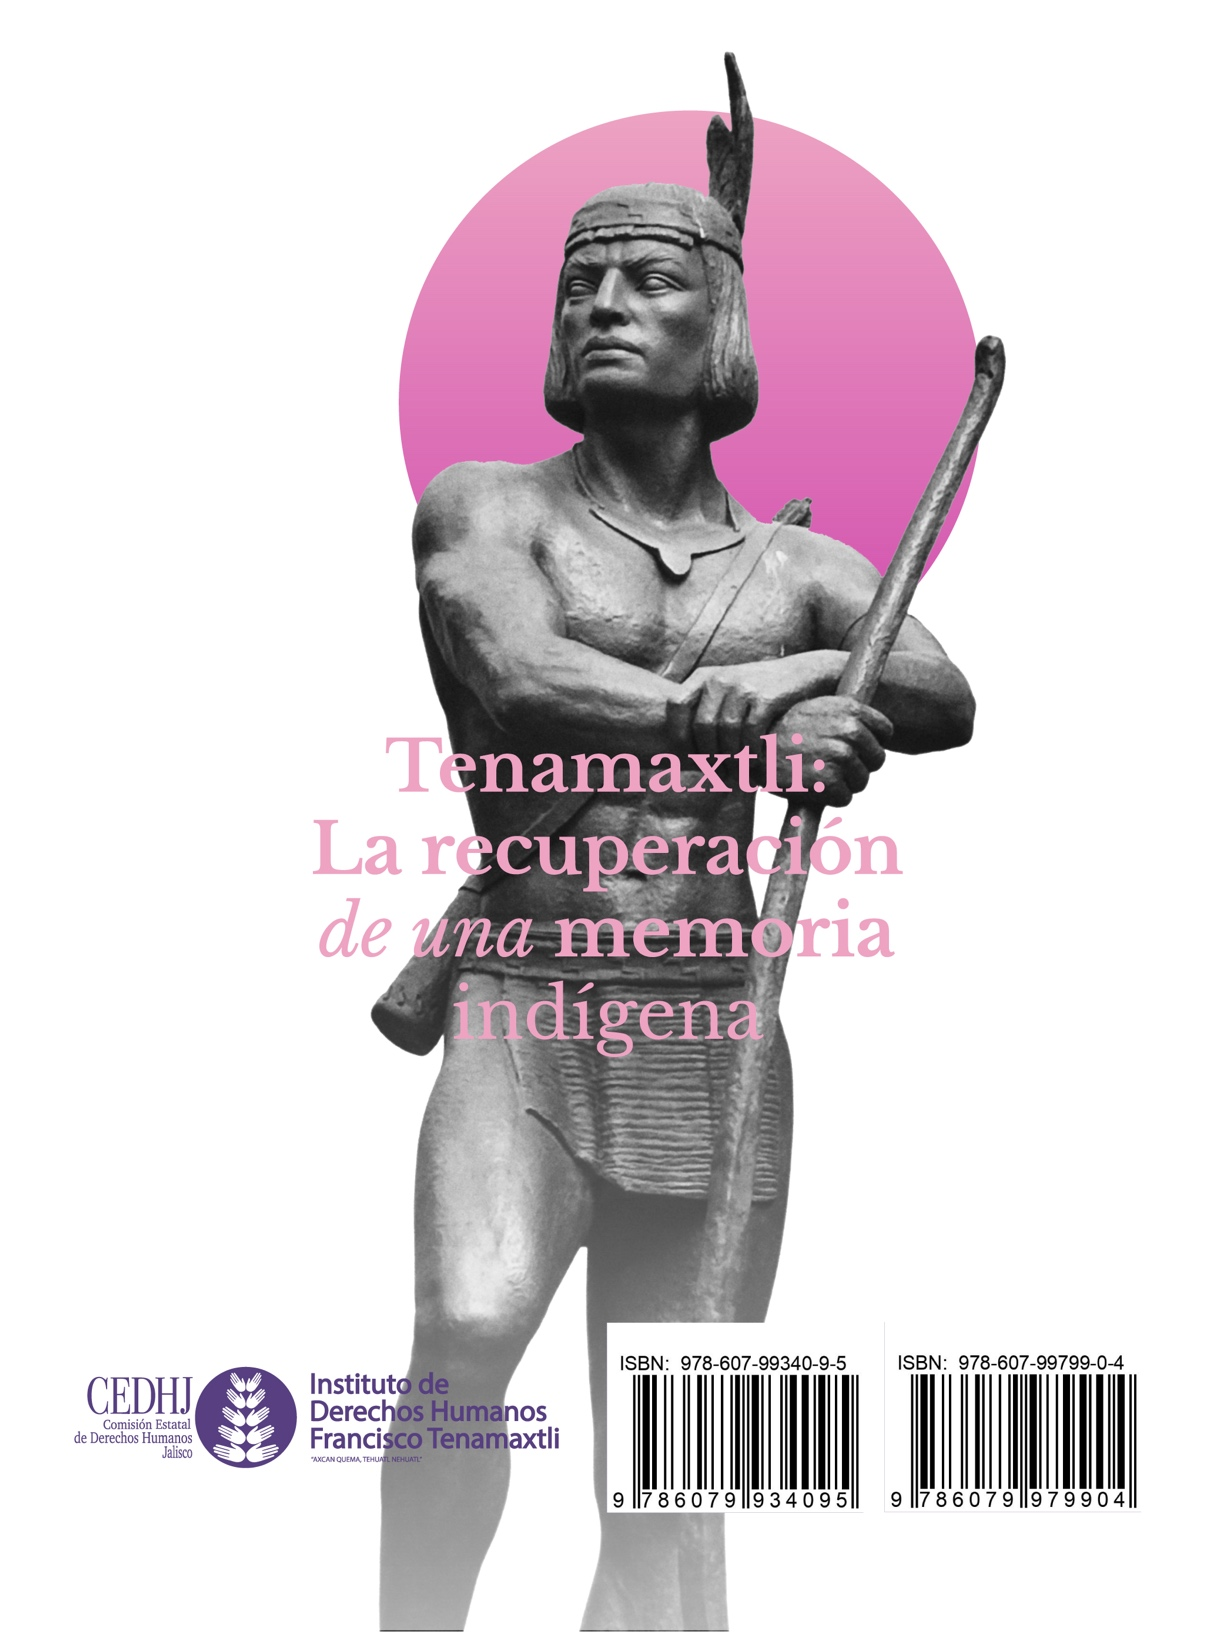 Tenamaxtli:
La recuperación
de una memoria
indígena
CEDHJ
Comisión Estatal
de Derechos Humanos
Jalisco
Instituto de
Derechos Humanos
Francisco Tenamaxtli
"AXCAN QUEMA, TEHUATL NEHUATL"
ISBN: 978-607-99340-9-5
9 786079 934095
ISBN: 978-607-99799-0-4
9 786079 979904